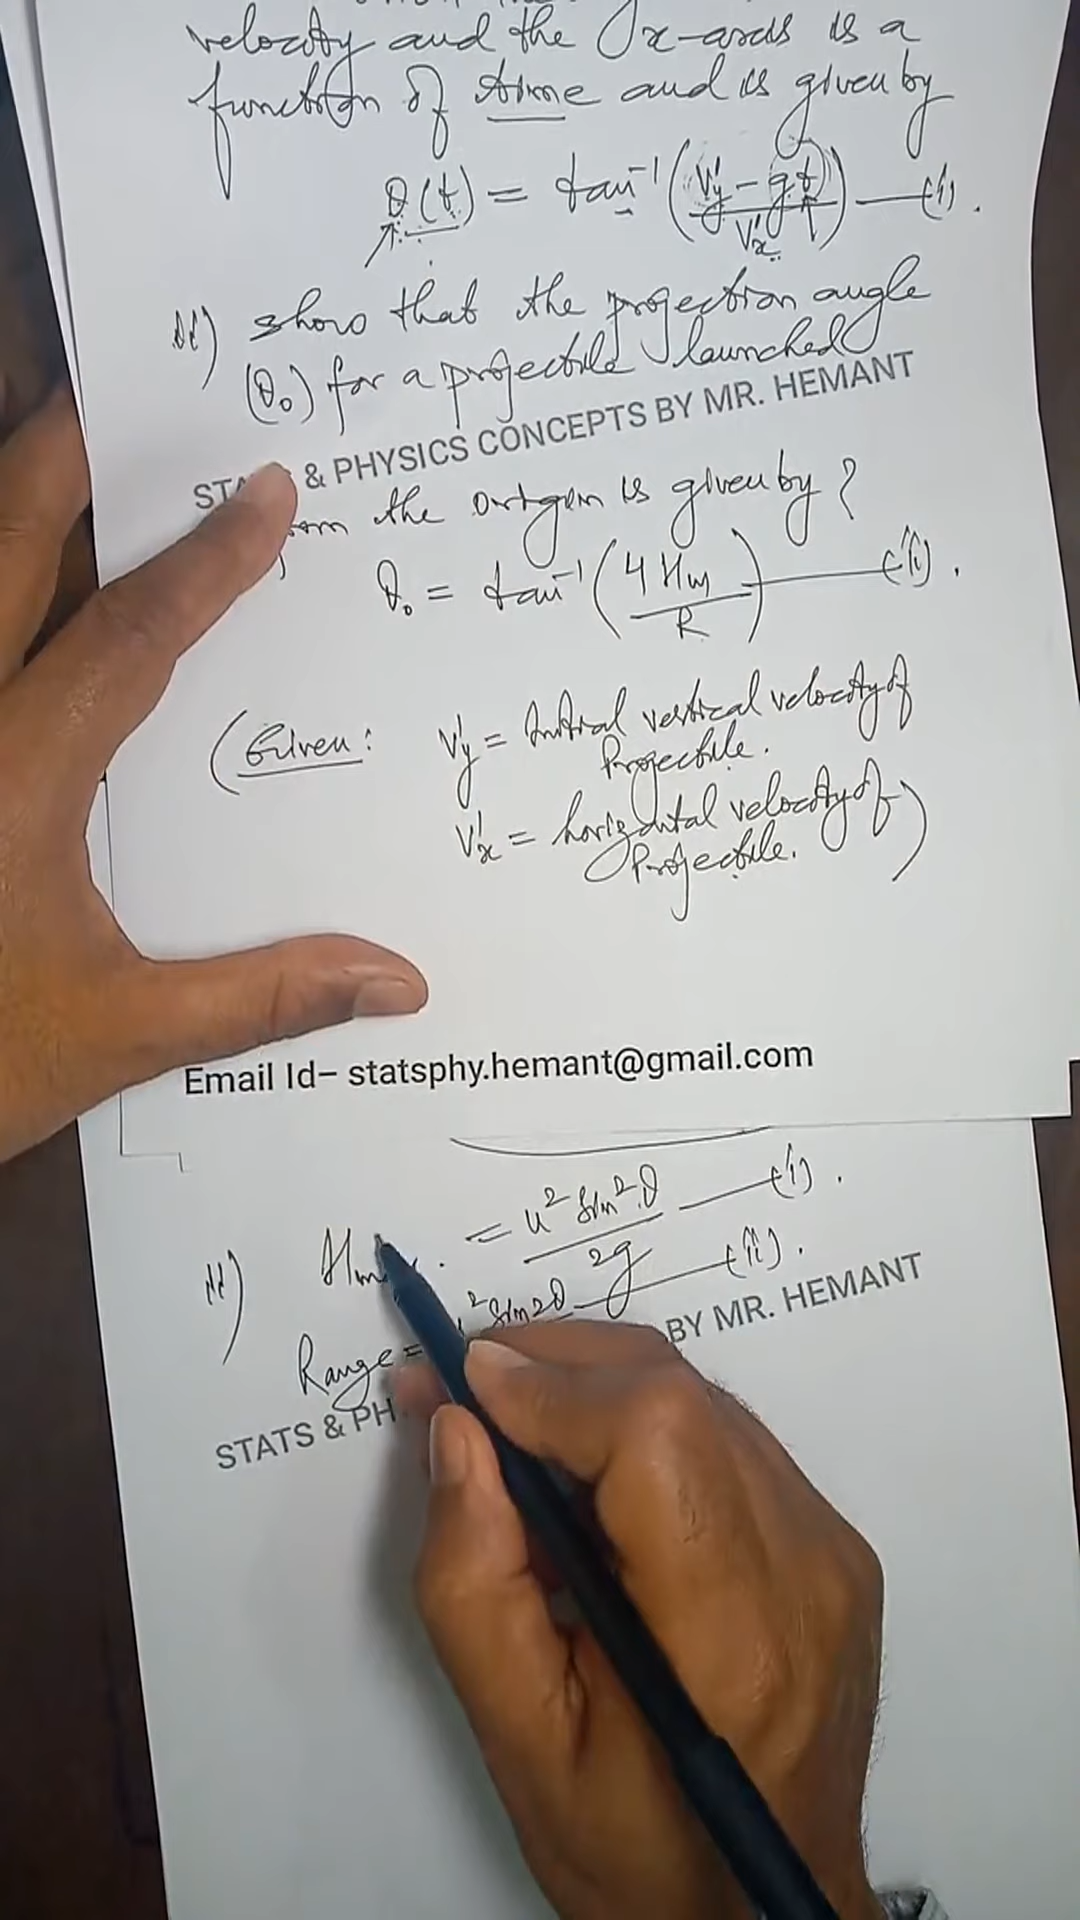 velocity and the x-axis is a
function of time and is given by
θ(t) = tan⁻¹ (V'y - gt / V'x) —(i).
ii) show that the projection angle
(θ₀) for a projectile launched
STATS & PHYSICS CONCEPTS BY MR. HEMANT
from the origin is given by ?
θ₀ = tan⁻¹ (4Hm / R) —(ii).
(Given: V'y = Initial vertical velocity of
Projectile.
V'x = horizontal velocity of
Projectile.)
Email Id– statsphy.hemant@gmail.com
ii) = u² Sin²θ / 2g —(i).
Range = ²Sin2θ —(ii).
STATS & PH BY MR. HEMANT